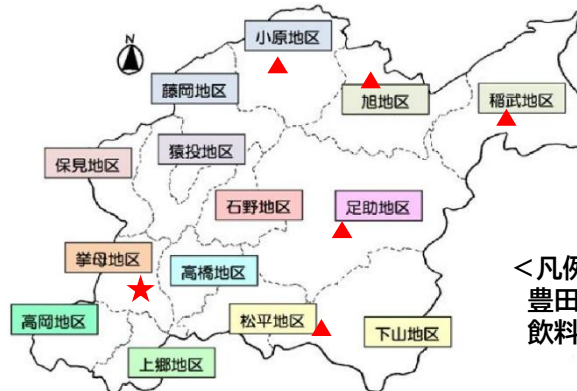 小原地区
藤岡地区
旭地区
稲武地区
猿投地区
保見地区
石野地区
足助地区
挙母地区
高橋地区
高岡地区
松平地区
下山地区
上郷地区
N
<凡例
豊田
飲料